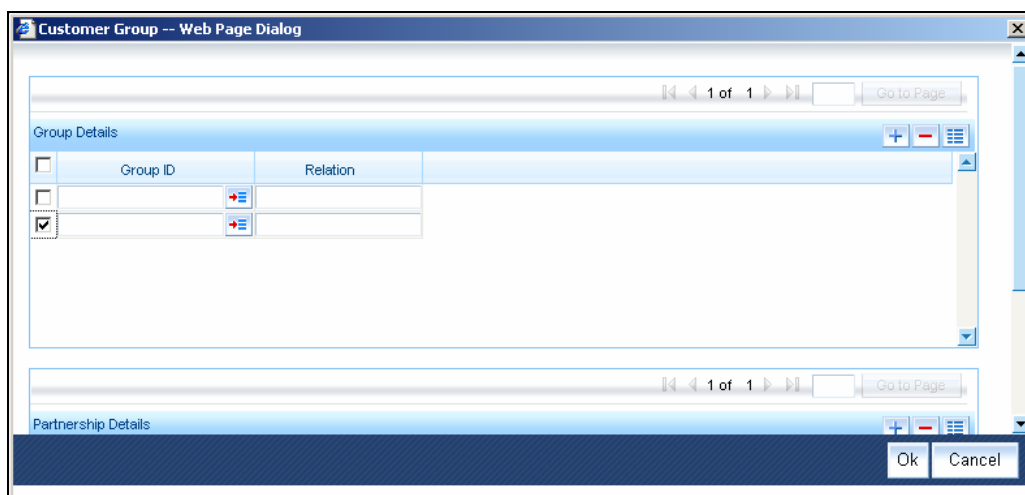 Customer Group -- Web Page Dialog
1 of 1 Go to Page
Group Details
Group ID Relation
1 of 1 Go to Page
Partnership Details
Ok Cancel